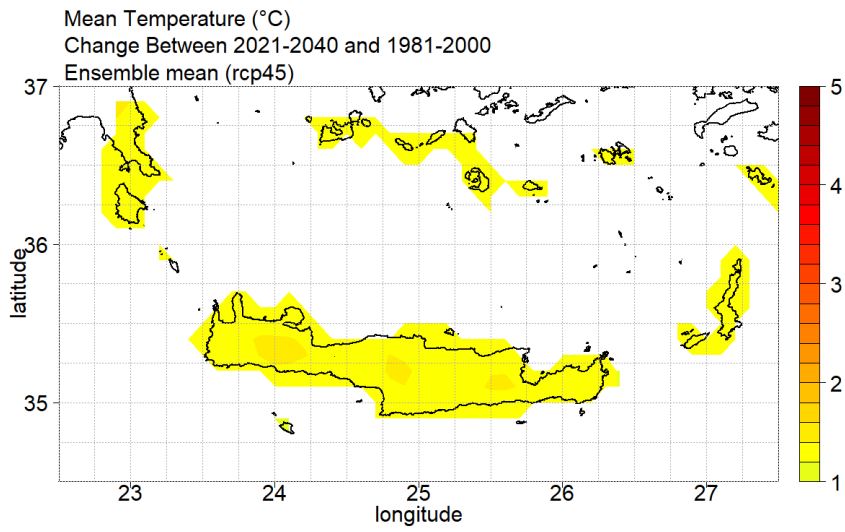 Mean Temperature (°C)
Change Between 2021-2040 and 1981-2000
Ensemble mean (rcp45)
37
36
35
latitude
23
24
25
26
27
longitude
5
4
3
2
1